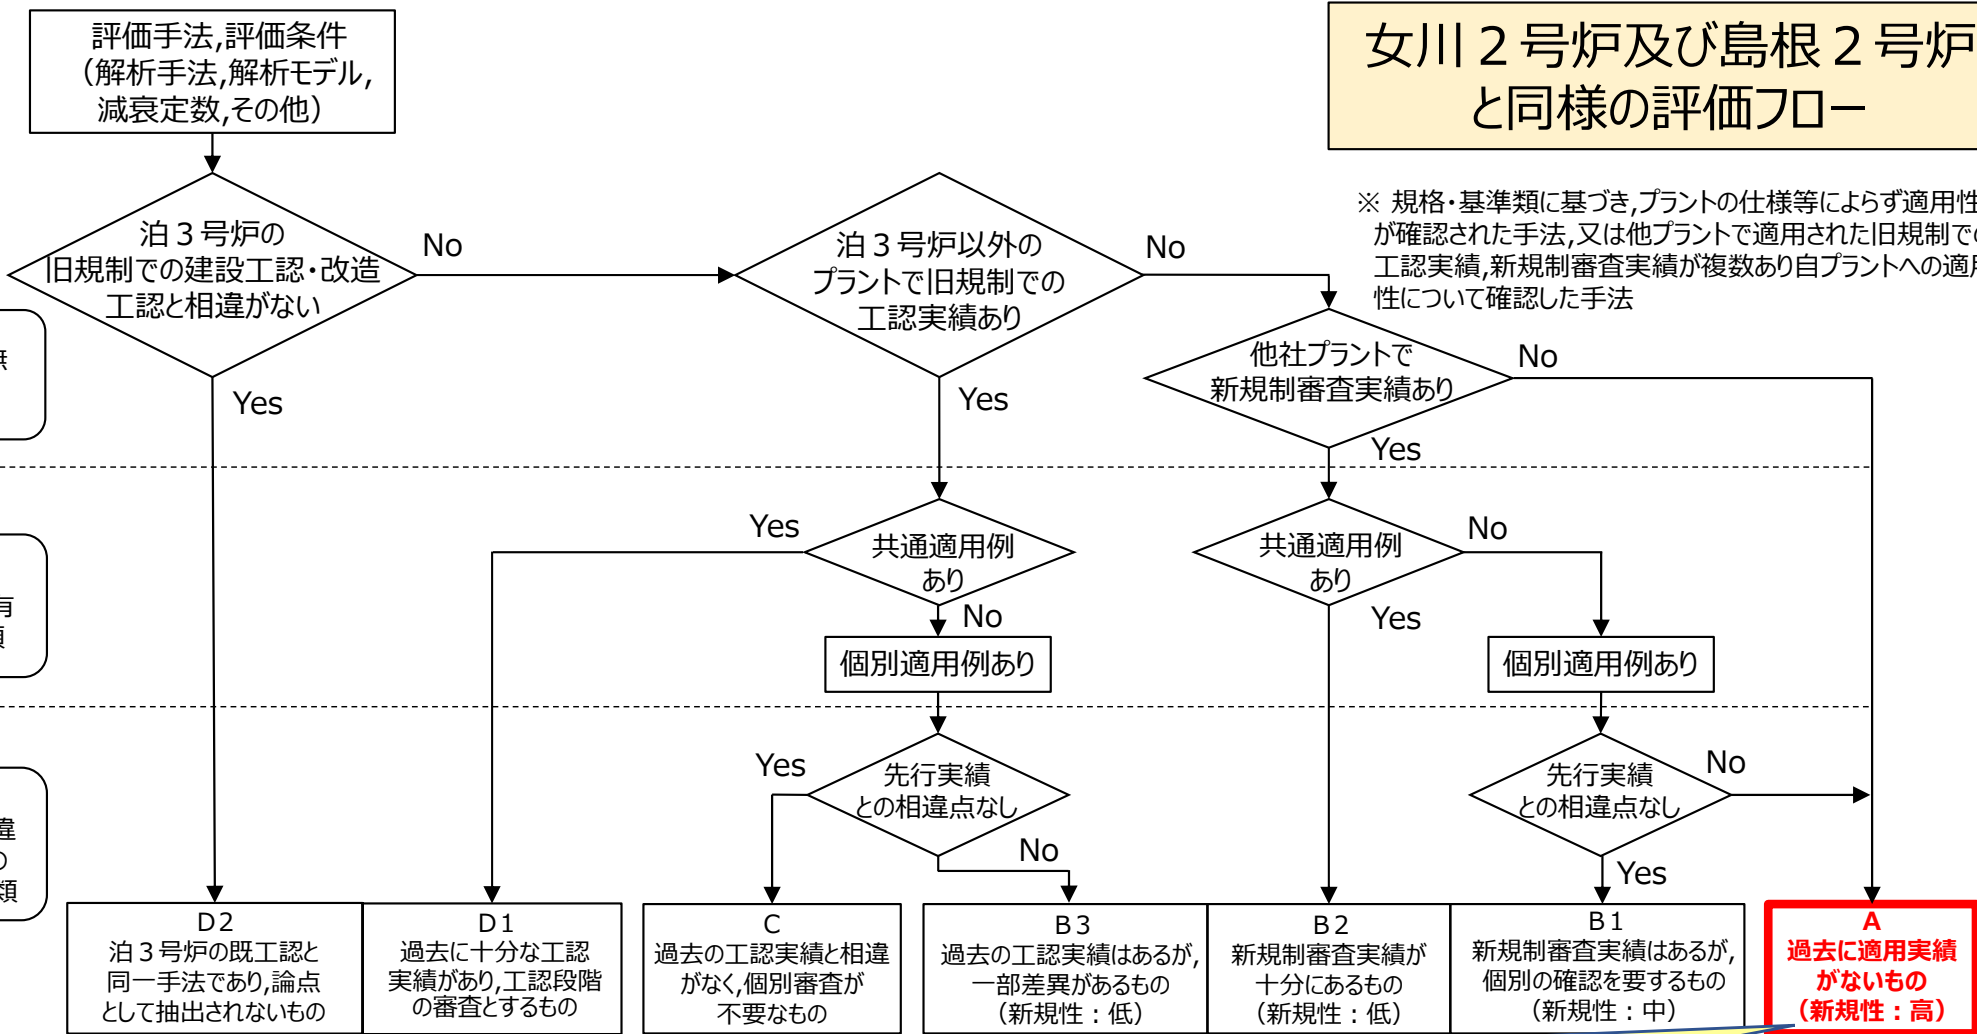 評価手法,評価条件
（解析手法,解析モデル,
減衰定数,その他）
女川２号炉及び島根２号炉
と同様の評価フロー
※ 規格・基準類に基づき,プラントの仕様等によらず適用性
が確認された手法,又は他プラントで適用された旧規制での
工認実績,新規制審査実績が複数あり自プラントへの適用
性について確認した手法
泊３号炉の
旧規制での建設工認・改造
工認と相違がない
No
Yes
泊３号炉以外の
プラントで旧規制での
工認実績あり
No
Yes
他社プラントで
新規制審査実績あり
No
Yes
無
共通適用例
あり
Yes
No
共通適用例
あり
No
Yes
有
個別適用例あり
個別適用例あり
先行実績
との相違点なし
Yes
No
先行実績
との相違点なし
No
Yes
違
の
類
D2
泊３号炉の既工認と
同一手法であり,論点
として抽出されないもの
D1
過去に十分な工認
実績があり,工認段階
の審査とするもの
C
過去の工認実績と相違
がなく,個別審査が
不要なもの
B3
過去の工認実績はあるが,
一部差異があるもの
（新規性：低）
B2
新規制審査実績が
十分にあるもの
（新規性：低）
B1
新規制審査実績はあるが,
個別の確認を要するもの
（新規性：中）
A
過去に適用実績
がないもの
（新規性：高）